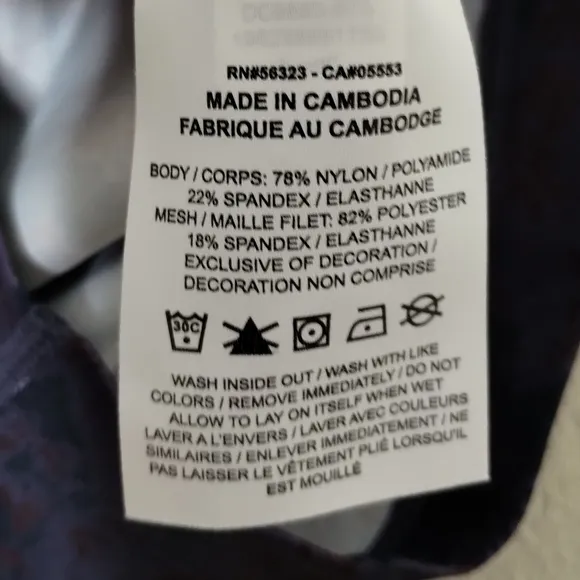 RN#56323 - CA#05553
MADE IN CAMBODIA
FABRIQUE AU CAMBODGE
BODY / CORPS: 78% NYLON / POLYAMIDE
22% SPANDEX / ELASTHANNE
MESH / MAILLE FILET: 82% POLYESTER
18% SPANDEX / ELASTHANNE
EXCLUSIVE OF DECORATION /
DECORATION NON COMPRISE
30C
WASH INSIDE OUT / WASH WITH LIKE
COLORS / REMOVE IMMEDIATELY / DO NOT
ALLOW TO LAY ON ITSELF WHEN WET
LAVER A L'ENVERS / LAVER AVEC COULEURS
SIMILAIRES / ENLEVER IMMEDIATEMENT / NE
PAS LAISSER LE VÊTEMENT PLIÉ LORSQU'IL
EST MOUILLÉ